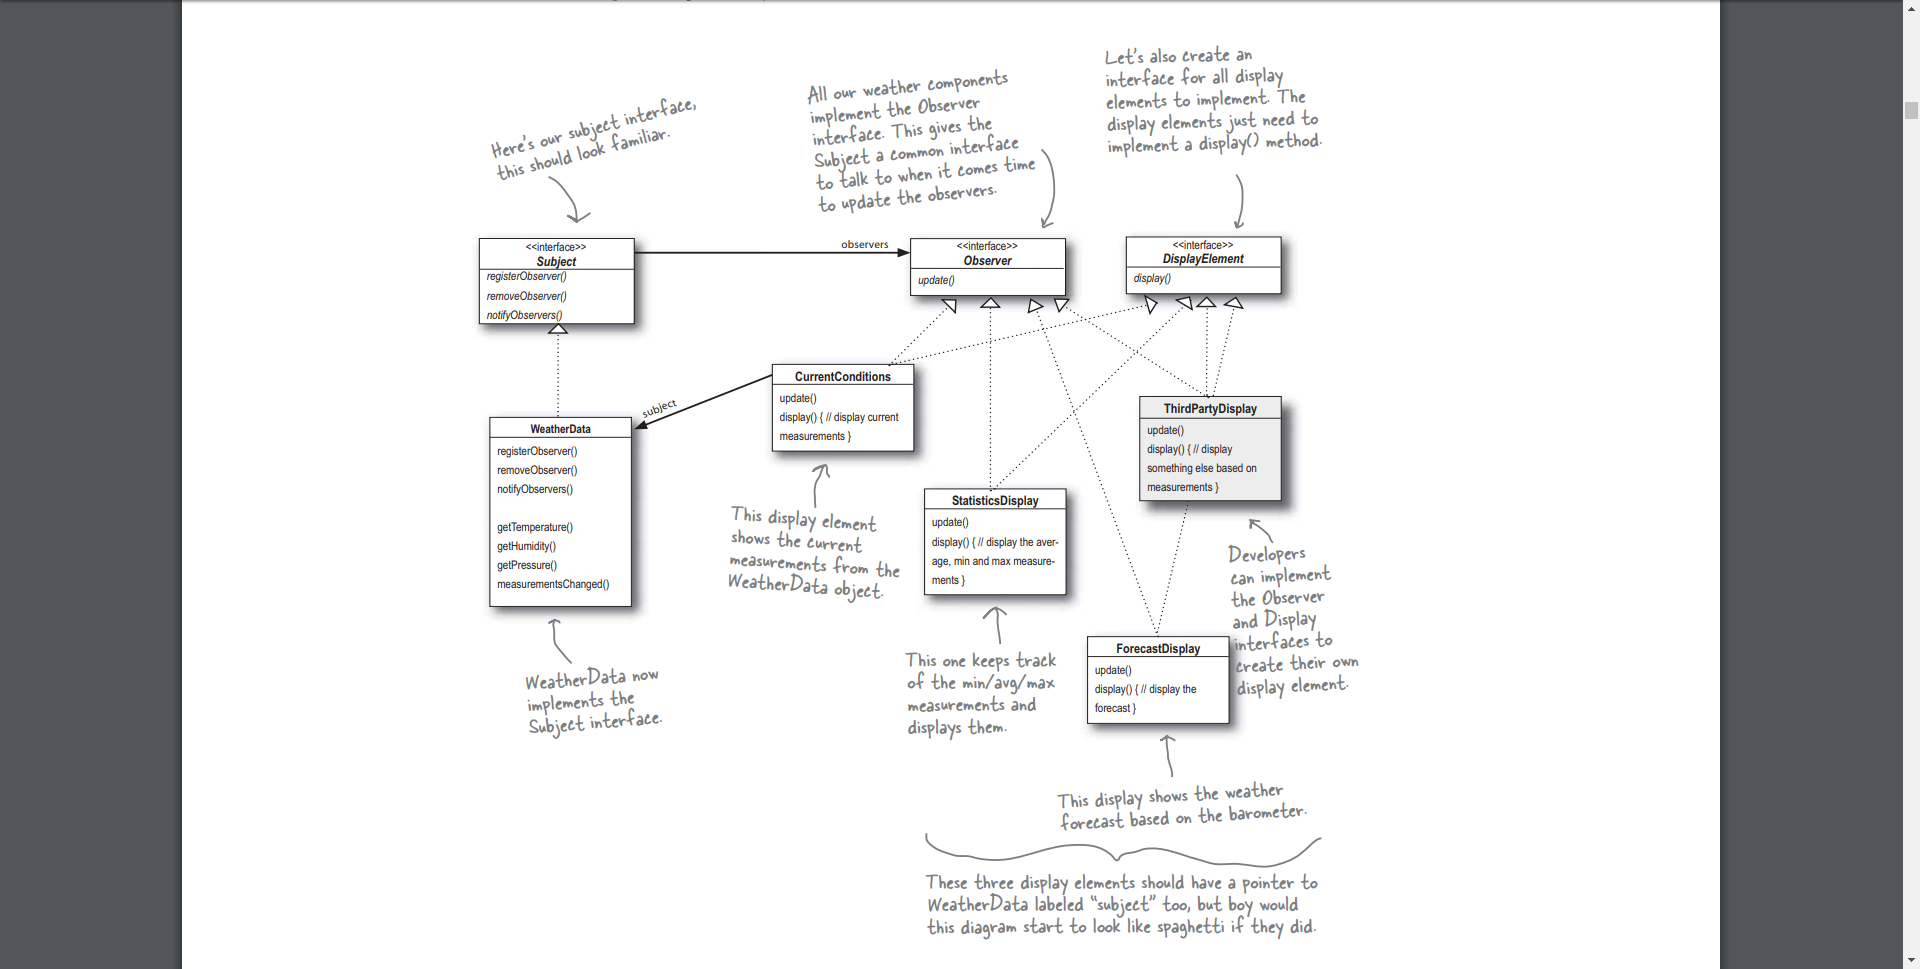 Here's our subject interface,
this should look familiar.
All our weather components
implement the Observer
interface. This gives the
Subject a common interface
to talk to when it comes time
to update the observers.
Let's also create an
interface for all display
elements to implement. The
display elements just need to
implement a display() method.
<<interface>>
Subject
registerObserver()
removeObserver()
notifyObservers()
observers
<<interface>>
Observer
update()
<<interface>>
DisplayElement
display()
subject
WeatherData
registerObserver()
removeObserver()
notifyObservers()
getTemperature()
getHumidity()
getPressure()
measurementsChanged()
CurrentConditions
update()
display() { // display current
measurements }
ThirdPartyDisplay
update()
display() { // display
something else based on
measurements }
StatisticsDisplay
update()
display() { // display the aver-
age, min and max measure-
ments }
This display element
shows the current
measurements from the
WeatherData object.
Developers
can implement
the Observer
and Display
interfaces to
create their own
display element.
ForecastDisplay
update()
display() { // display the
forecast }
WeatherData now
implements the
Subject interface.
This one keeps track
of the min/avg/max
measurements and
displays them.
This display shows the weather
forecast based on the barometer.
These three display elements should have a pointer to
WeatherData labeled "subject" too, but boy would
this diagram start to look like spaghetti if they did.